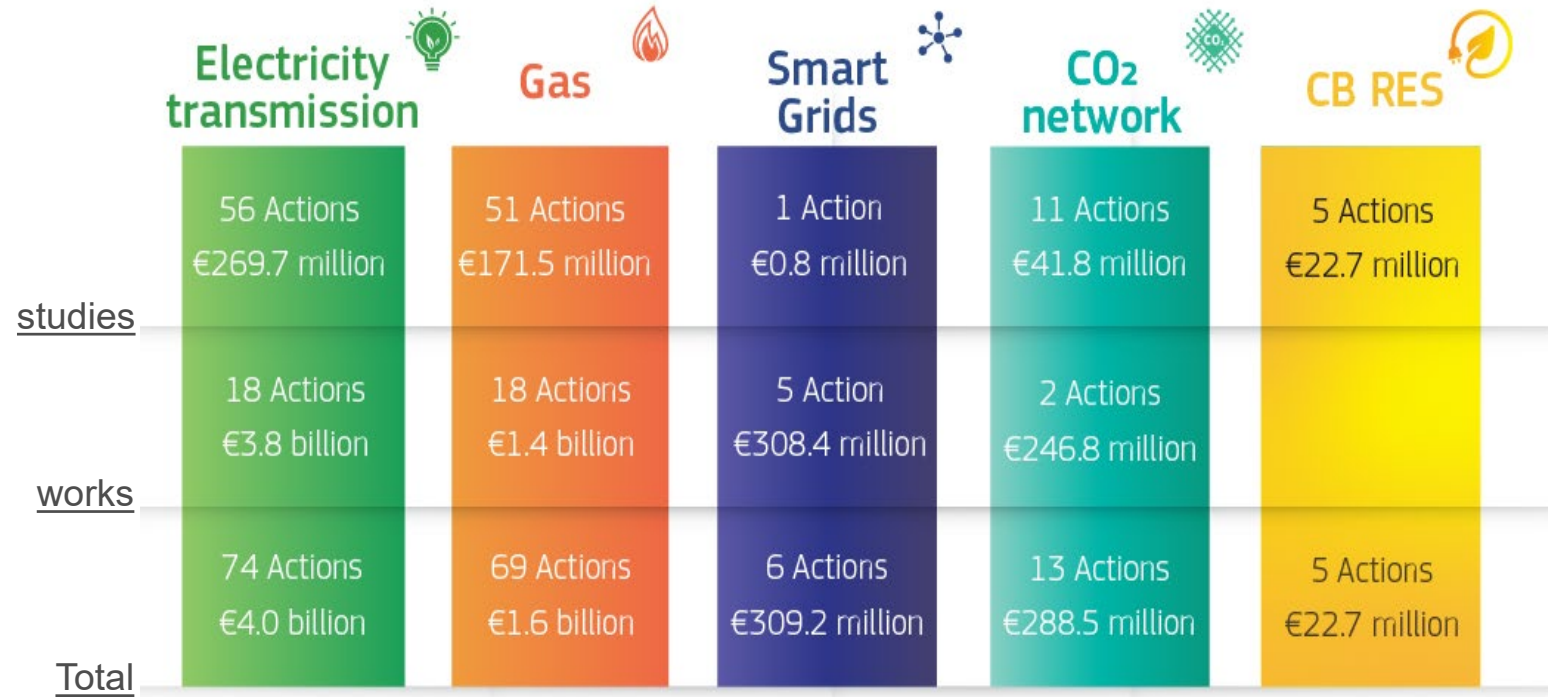 Electricity
transmission
Gas
Smart
Grids
CO₂
network
CO₂
CB RES
studies
56 Actions
€269.7 million
51 Actions
€171.5 million
1 Action
€0.8 million
11 Actions
€41.8 million
5 Actions
€22.7 million
works
18 Actions
€3.8 billion
18 Actions
€1.4 billion
5 Action
€308.4 million
2 Actions
€246.8 million
Total
74 Actions
€4.0 billion
69 Actions
€1.6 billion
6 Actions
€309.2 million
13 Actions
€288.5 million
5 Actions
€22.7 million